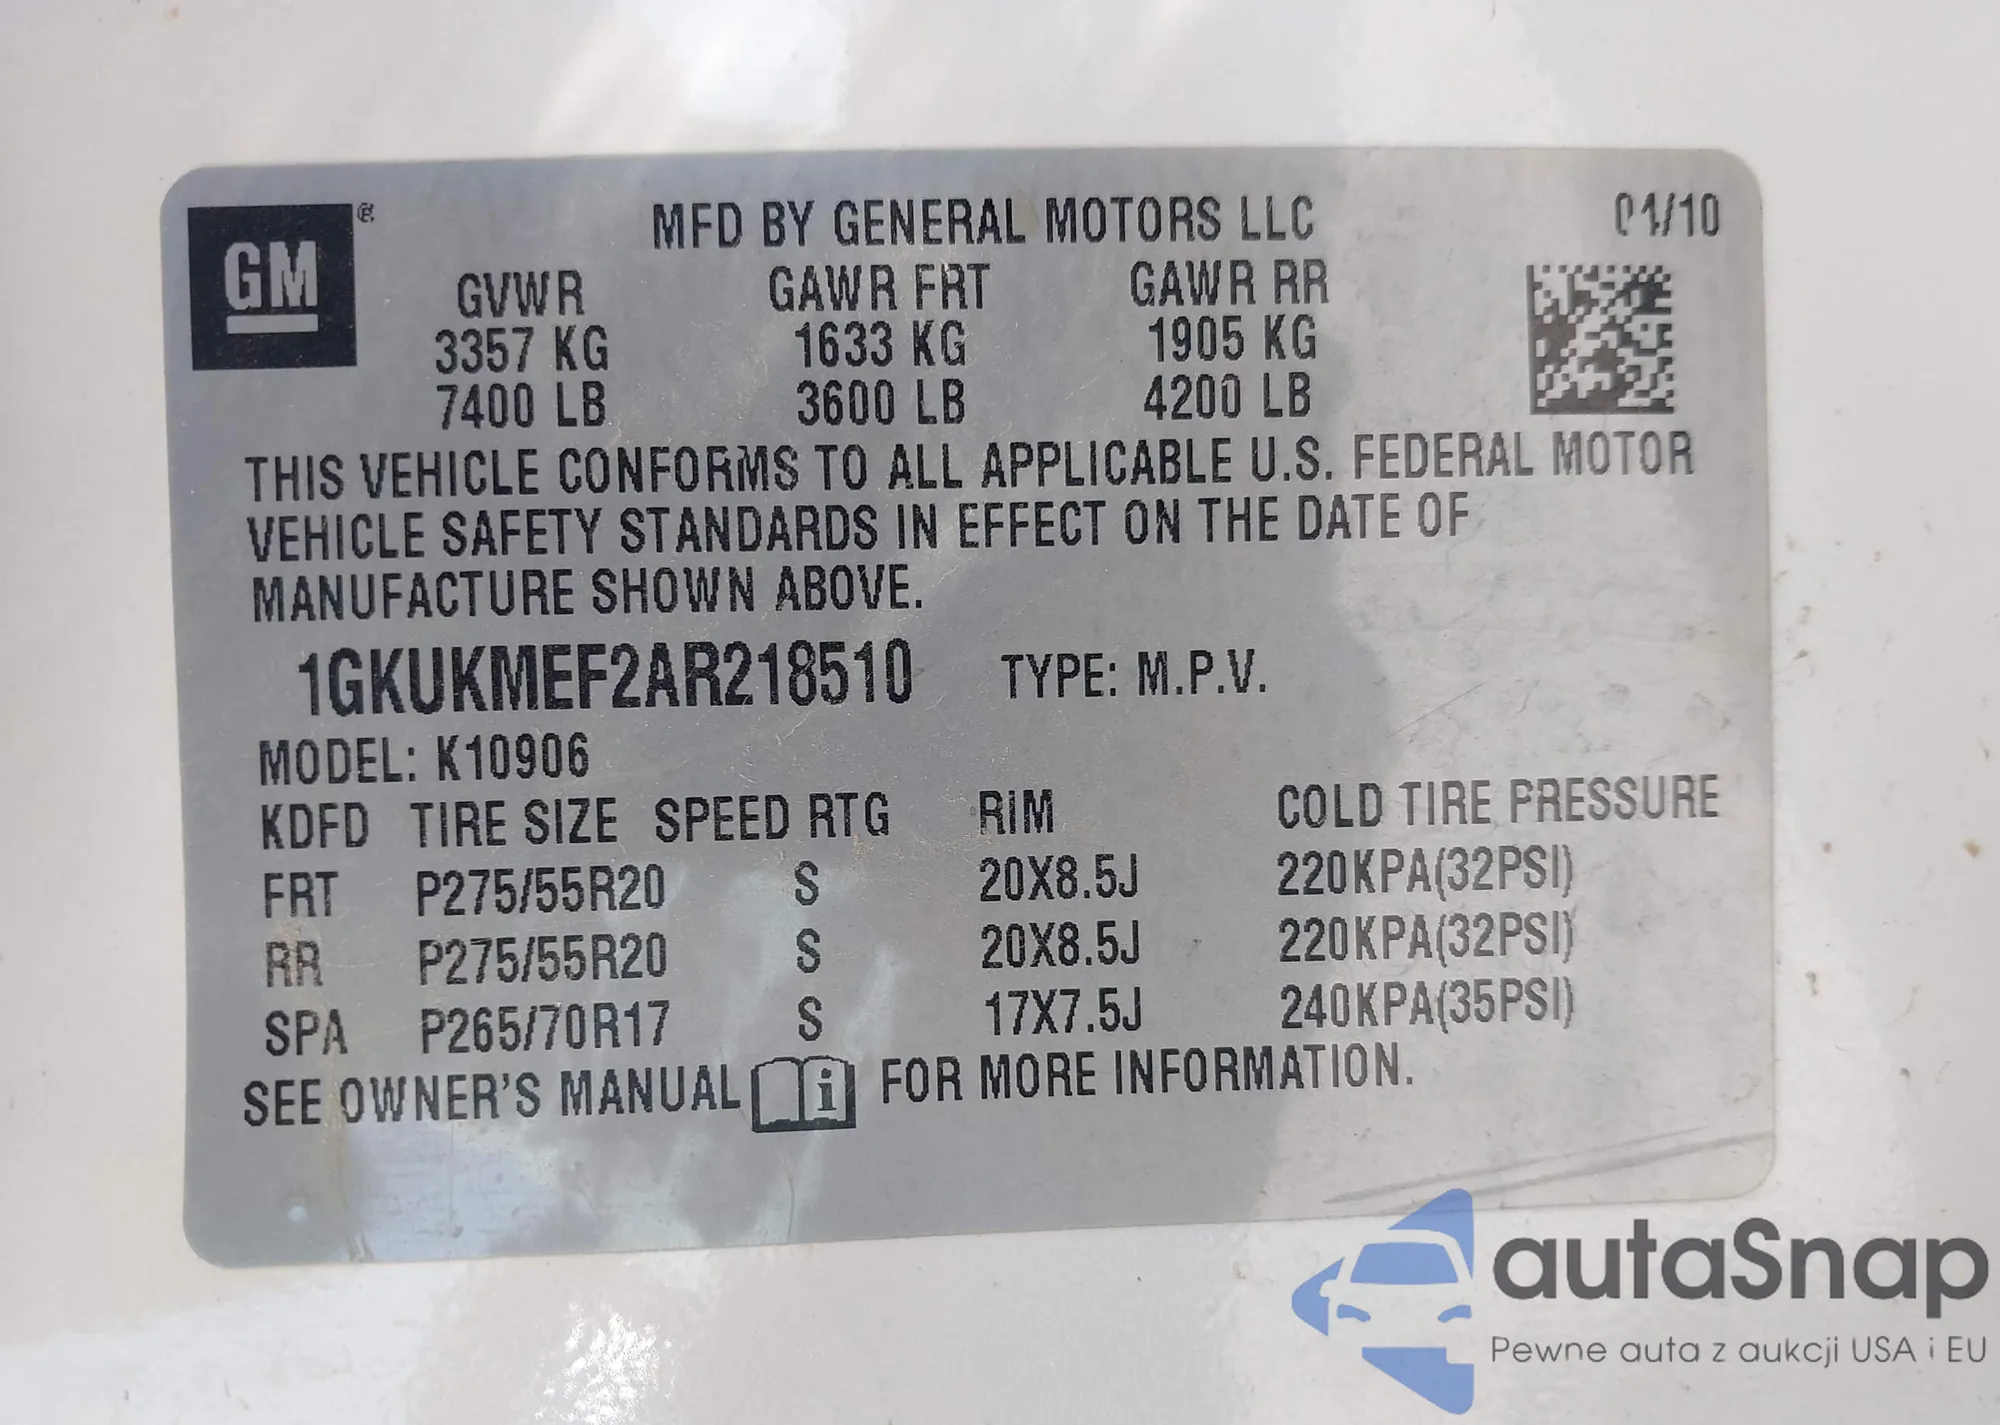 GM ®
MFD BY GENERAL MOTORS LLC 04/10
GVWR GAWR FRT GAWR RR
3357 KG 1633 KG 1905 KG
7400 LB 3600 LB 4200 LB
THIS VEHICLE CONFORMS TO ALL APPLICABLE U.S. FEDERAL MOTOR
VEHICLE SAFETY STANDARDS IN EFFECT ON THE DATE OF
MANUFACTURE SHOWN ABOVE.
1GKUKMEF2AR218510 TYPE: M.P.V.
MODEL: K10906
KDFD TIRE SIZE SPEED RTG RIM COLD TIRE PRESSURE
FRT P275/55R20 S 20X8.5J 220KPA(32PSI)
RR P275/55R20 S 20X8.5J 220KPA(32PSI)
SPA P265/70R17 S 17X7.5J 240KPA(35PSI)
SEE OWNER'S MANUAL i FOR MORE INFORMATION.
autaSnap
Pewne auta z aukcji USA i EU